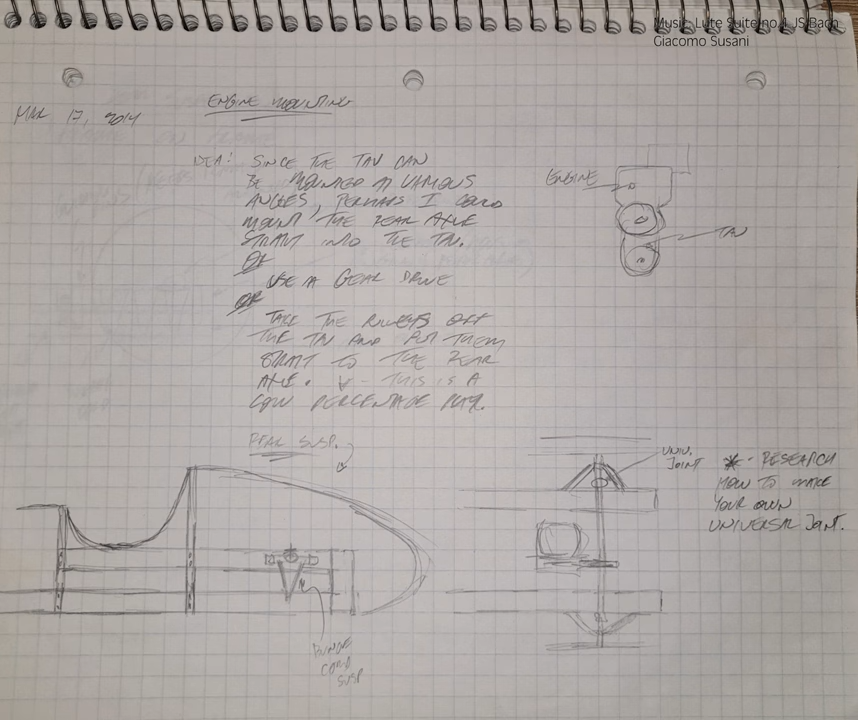 Music: Lute Suite no. 1 JS Bach
Giacomo Susani
ENGINE MOUNTING
MAR 17, 2014
IDEA: SINCE THE TAV CAN
BE MOUNTED AT VARIOUS
ANGLES, PERHAPS I COULD
MOUNT THE REAR AXLE
STRAIT INTO THE TAV.
OR
USE A GEAR DRIVE
OR
TAKE THE PULLEYS OFF
THE TAV AND PUT THEM
STRAIT TO THE REAR
AXLE. - THIS IS A
LOW PERCENTAGE PLAY.
ENGINE
TAV
REAR SUSP.
UNIV.
JOINT
* - RESEARCH
HOW TO MAKE
YOUR OWN
UNIVERSAL JOINT.
COMP
SUSP